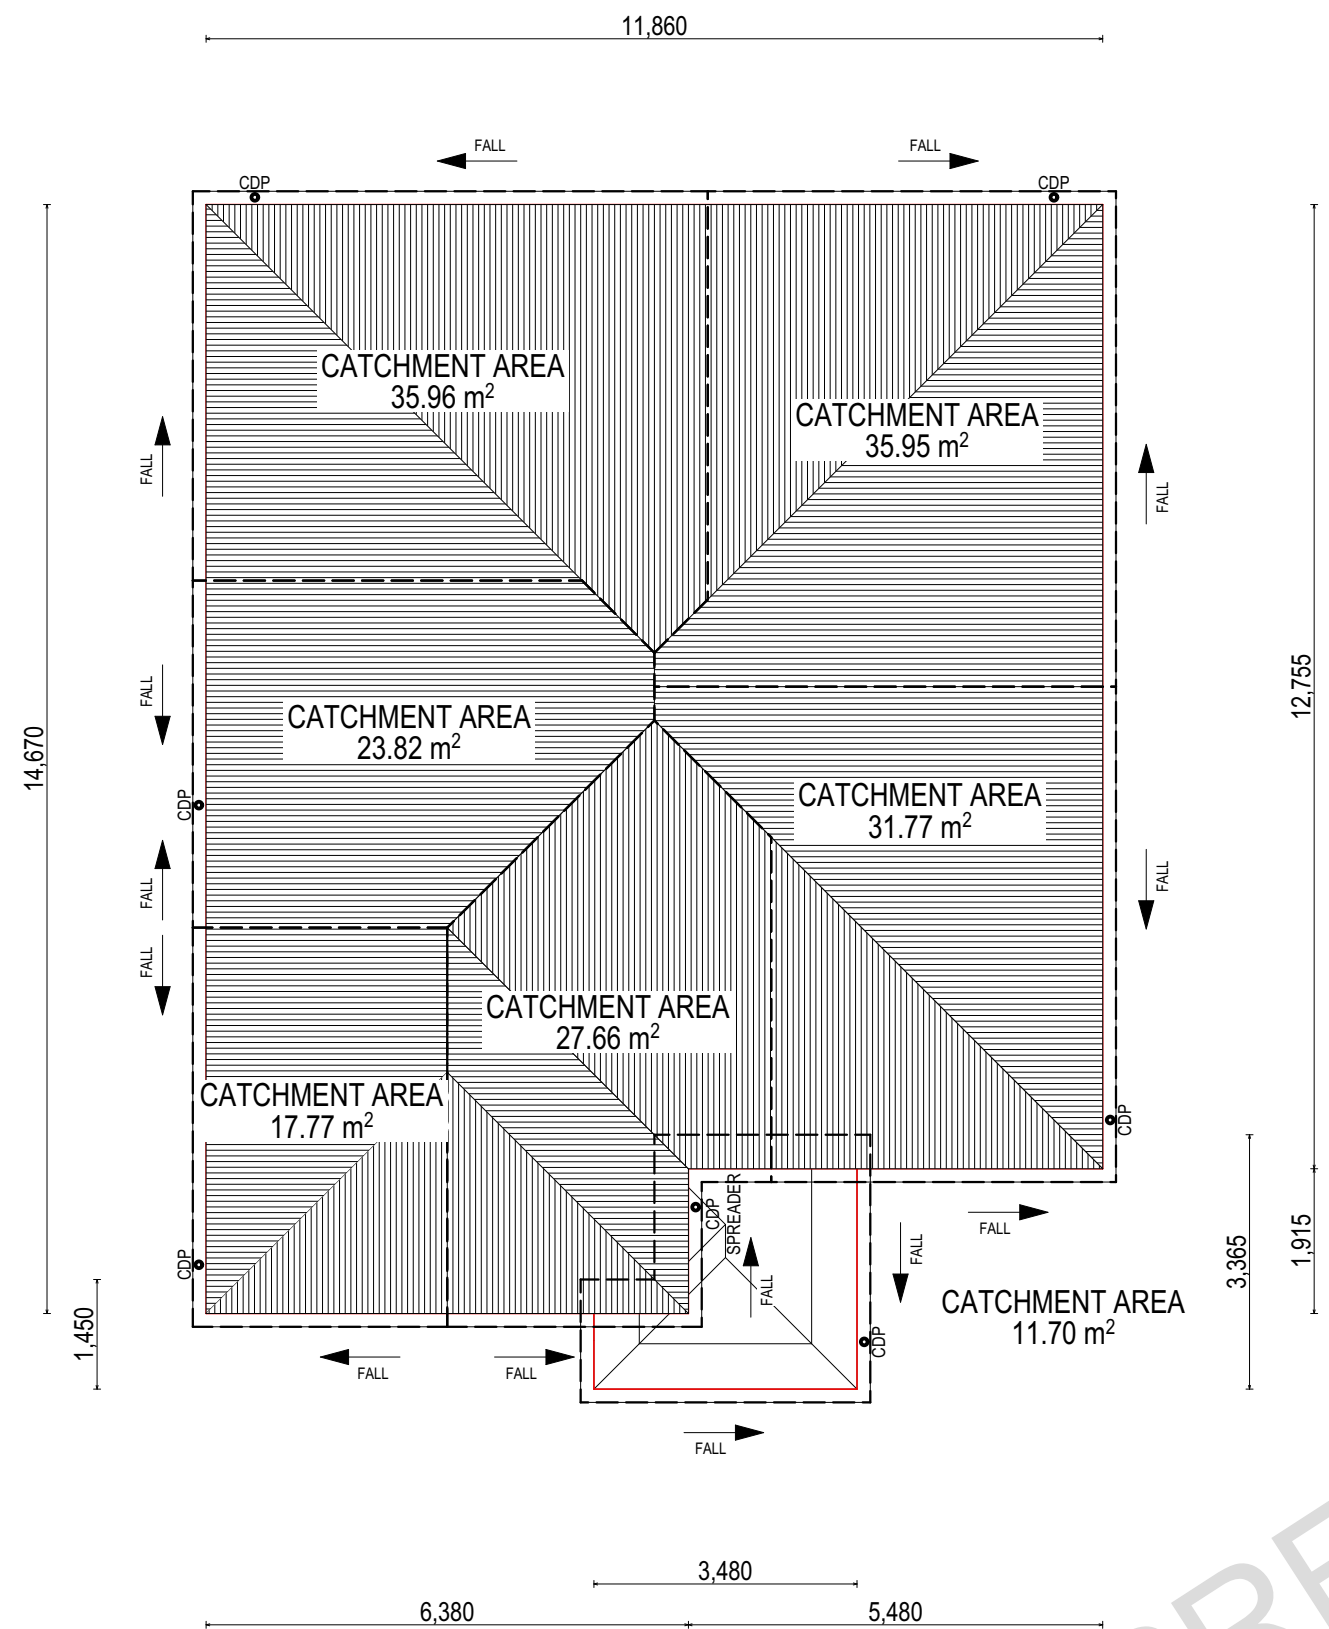 11,860
FALL
FALL
CDP
CDP
CATCHMENT AREA
35.96 m²
CATCHMENT AREA
35.95 m²
FALL
FALL
14,670
12,755
FALL
CATCHMENT AREA
23.82 m²
CDP
CATCHMENT AREA
31.77 m²
FALL
FALL
FALL
CATCHMENT AREA
27.66 m²
CATCHMENT AREA
17.77 m²
CDP
CDP
SPREADER
FALL
FALL
1,915
3,365
CDP
FALL
CATCHMENT AREA
11.70 m²
1,450
CDP
FALL
FALL
FALL
3,480
6,380
5,480